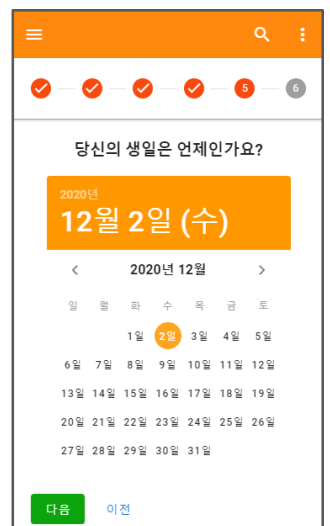 5 6
당신의 생일은 언제인가요?
2020년
12월 2일 (수)
2020년 12월
일 월 화 수 목 금 토
1일 2일 3일 4일 5일
6일 7일 8일 9일 10일 11일 12일
13일 14일 15일 16일 17일 18일 19일
20일 21일 22일 23일 24일 25일 26일
27일 28일 29일 30일 31일
다음 이전